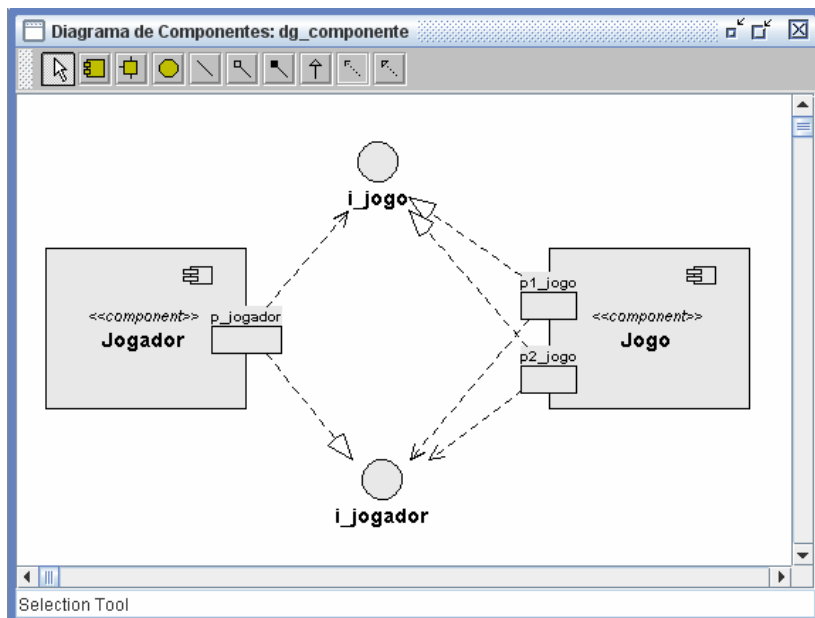 Diagrama de Componentes: dg_componente
i_jogo
p1_jogo
p_jogador
<<component>>
Jogador
<<component>>
Jogo
p2_jogo
i_jogador
Selection Tool